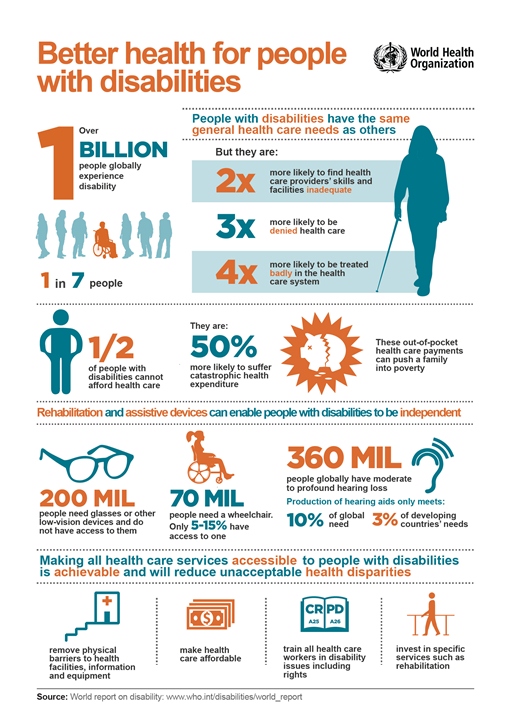 Better health for people
with disabilities
World Health
Organization
People with disabilities have the same
general health care needs as others
1
Over
BILLION
people globally
experience
disability
1 in 7 people
But they are:
2x
more likely to find health
care providers' skills and
facilities inadequate
3x
more likely to be
denied health care
4x
more likely to be treated
badly in the health
care system
1/2
of people with
disabilities cannot
afford health care
They are:
50%
more likely to suffer
catastrophic health
expenditure
These out-of-pocket
health care payments
can push a family
into poverty
Rehabilitation and assistive devices can enable people with disabilities to be independent
200 MIL
people need glasses or other
low-vision devices and do
not have access to them
70 MIL
people need a wheelchair.
Only 5-15% have
access to one
360 MIL
people globally have moderate
to profound hearing loss
Production of hearing aids only meets:
10% of global
need
3% of developing
countries' needs
Making all health care services accessible to people with disabilities
is achievable and will reduce unacceptable health disparities
remove physical
barriers to health
facilities, information
and equipment
$
make health
care affordable
CR PD
A25 A26
train all health care
workers in disability
issues including
rights
invest in specific
services such as
rehabilitation
Source: World report on disability: www.who.int/disabilities/world_report